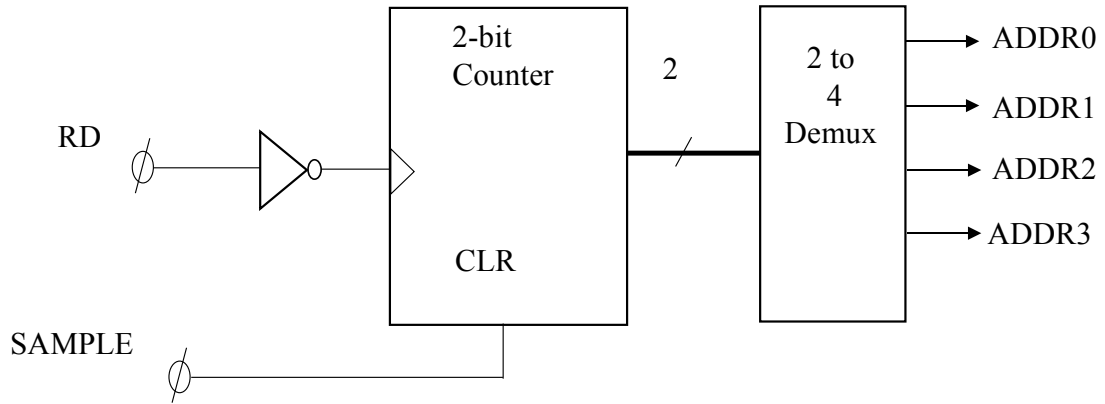 2-bit
Counter
2
2 to
4
Demux
ADDR0
ADDR1
ADDR2
ADDR3
RD
CLR
SAMPLE